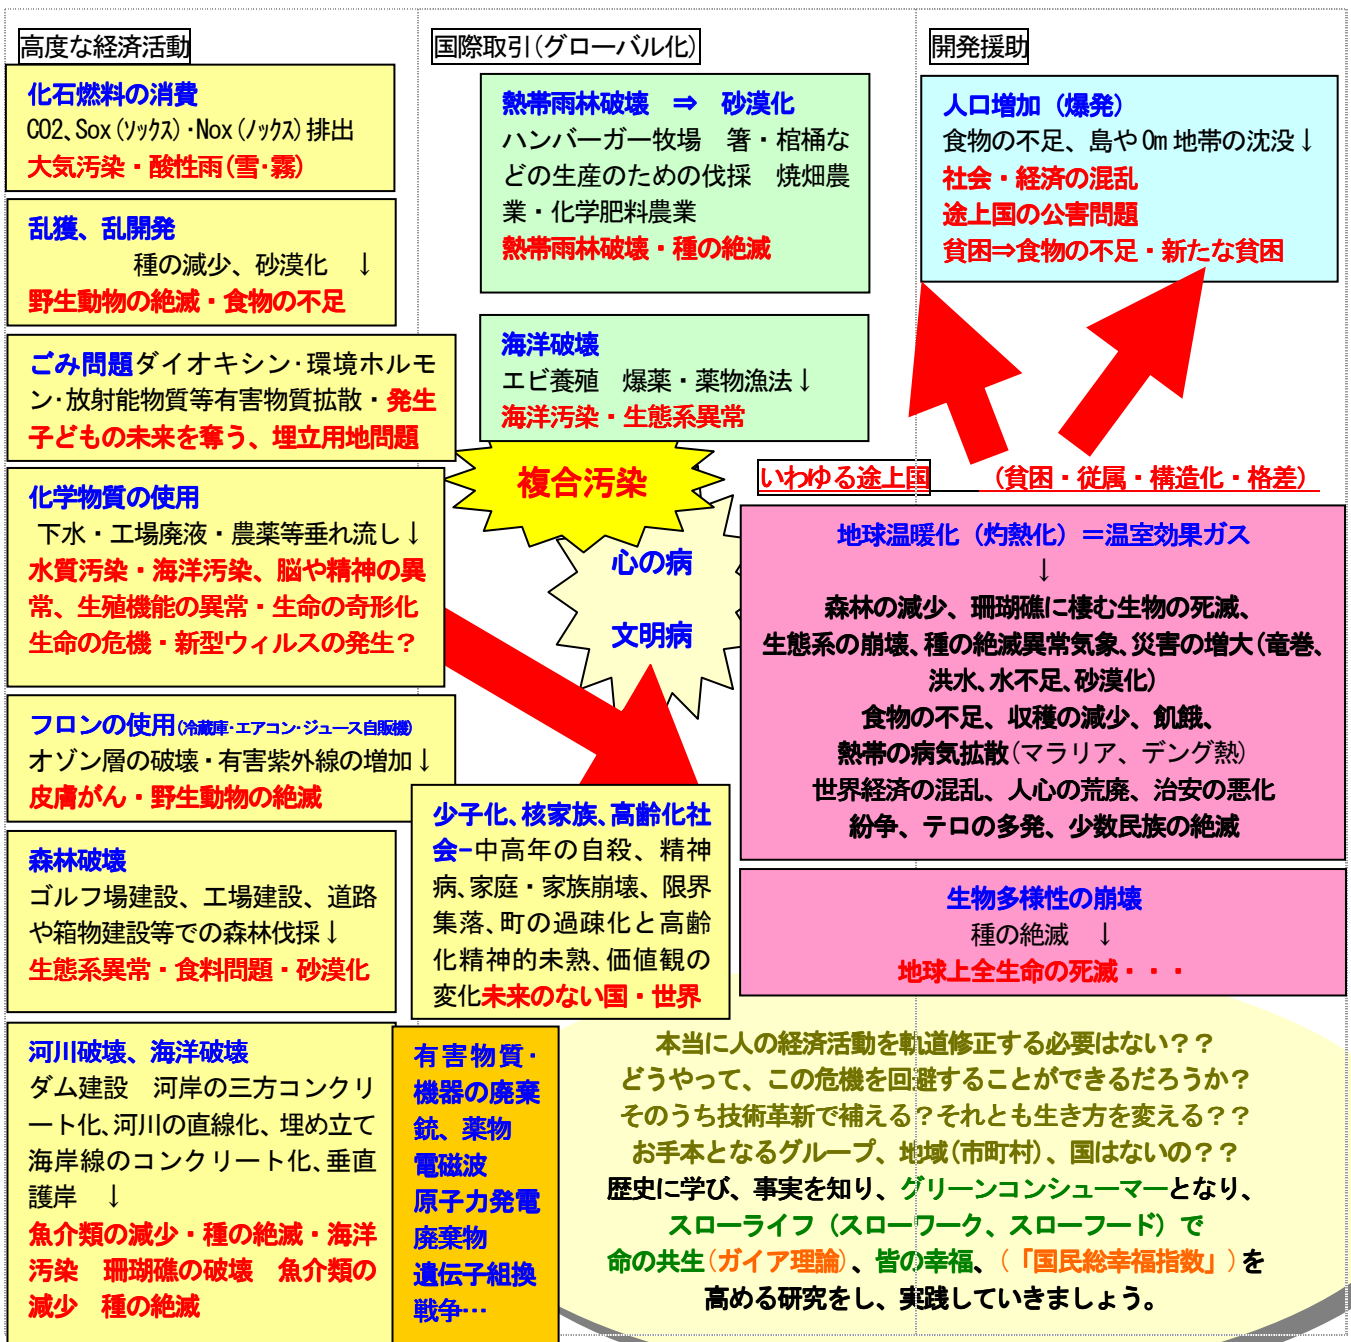 高度な経済活動
国際取引(グローバル化)
開発援助
化石燃料の消費
CO2、Sox(ソックス)・Nox(ノックス)排出
大気汚染・酸性雨(雪・霧)
乱獲、乱開発
種の減少、砂漠化　↓
野生動物の絶滅・食物の不足
ごみ問題ダイオキシン・環境ホルモ
ン・放射能物質等有害物質拡散・発生
子どもの未来を奪う、埋立用地問題
化学物質の使用
下水・工場廃液・農薬等垂れ流し↓
水質汚染・海洋汚染、脳や精神の異
常、生殖機能の異常・生命の奇形化
生命の危機・新型ウィルスの発生？
フロンの使用(冷蔵庫・エアコン・ジュース自販機)
オゾン層の破壊・有害紫外線の増加↓
皮膚がん・野生動物の絶滅
森林破壊
ゴルフ場建設、工場建設、道路
や箱物建設等での森林伐採↓
生態系異常・食料問題・砂漠化
河川破壊、海洋破壊
ダム建設　河岸の三方コンクリ
ート化、河川の直線化、埋め立て
海岸線のコンクリート化、垂直
護岸　↓
魚介類の減少・種の絶滅・海洋
汚染　珊瑚礁の破壊　魚介類の
減少　種の絶滅
熱帯雨林破壊　⇒　砂漠化
ハンバーガー牧場　箸・棺桶な
どの生産のための伐採　焼畑農
業・化学肥料農業
熱帯雨林破壊・種の絶滅
海洋破壊
エビ養殖　爆薬・薬物漁法↓
海洋汚染・生態系異常
複合汚染
心の病
文明病
少子化、核家族、高齢化社
会-中高年の自殺、精神
病、家庭・家族崩壊、限界
集落、町の過疎化と高齢
化精神的未熟、価値観の
変化未来のない国・世界
有害物質・
機器の廃棄
銃、薬物
電磁波
原子力発電
廃棄物
遺伝子組換
戦争…
人口増加（爆発）
食物の不足、島や0m地帯の沈没↓
社会・経済の混乱
途上国の公害問題
貧困⇒食物の不足・新たな貧困
いわゆる途上国　（貧困・従属・構造化・格差）
地球温暖化（灼熱化）＝温室効果ガス
↓
森林の減少、珊瑚礁に棲む生物の死滅、
生態系の崩壊、種の絶滅異常気象、災害の増大(竜巻、
洪水、水不足、砂漠化)
食物の不足、収穫の減少、飢餓、
熱帯の病気拡散(マラリア、デング熱)
世界経済の混乱、人心の荒廃、治安の悪化
紛争、テロの多発、少数民族の絶滅
生物多様性の崩壊
種の絶滅　↓
地球上全生命の死滅・・・
本当に人の経済活動を軌道修正する必要はない？？
どうやって、この危機を回避することができるだろうか？
そのうち技術革新で補える？それとも生き方を変える？？
お手本となるグループ、地域(市町村)、国はないの？？
歴史に学び、事実を知り、グリーンコンシューマーとなり、
スローライフ（スローワーク、スローフード）で
命の共生(ガイア理論)、皆の幸福、(「国民総幸福指数」)を
高める研究をし、実践していきましょう。